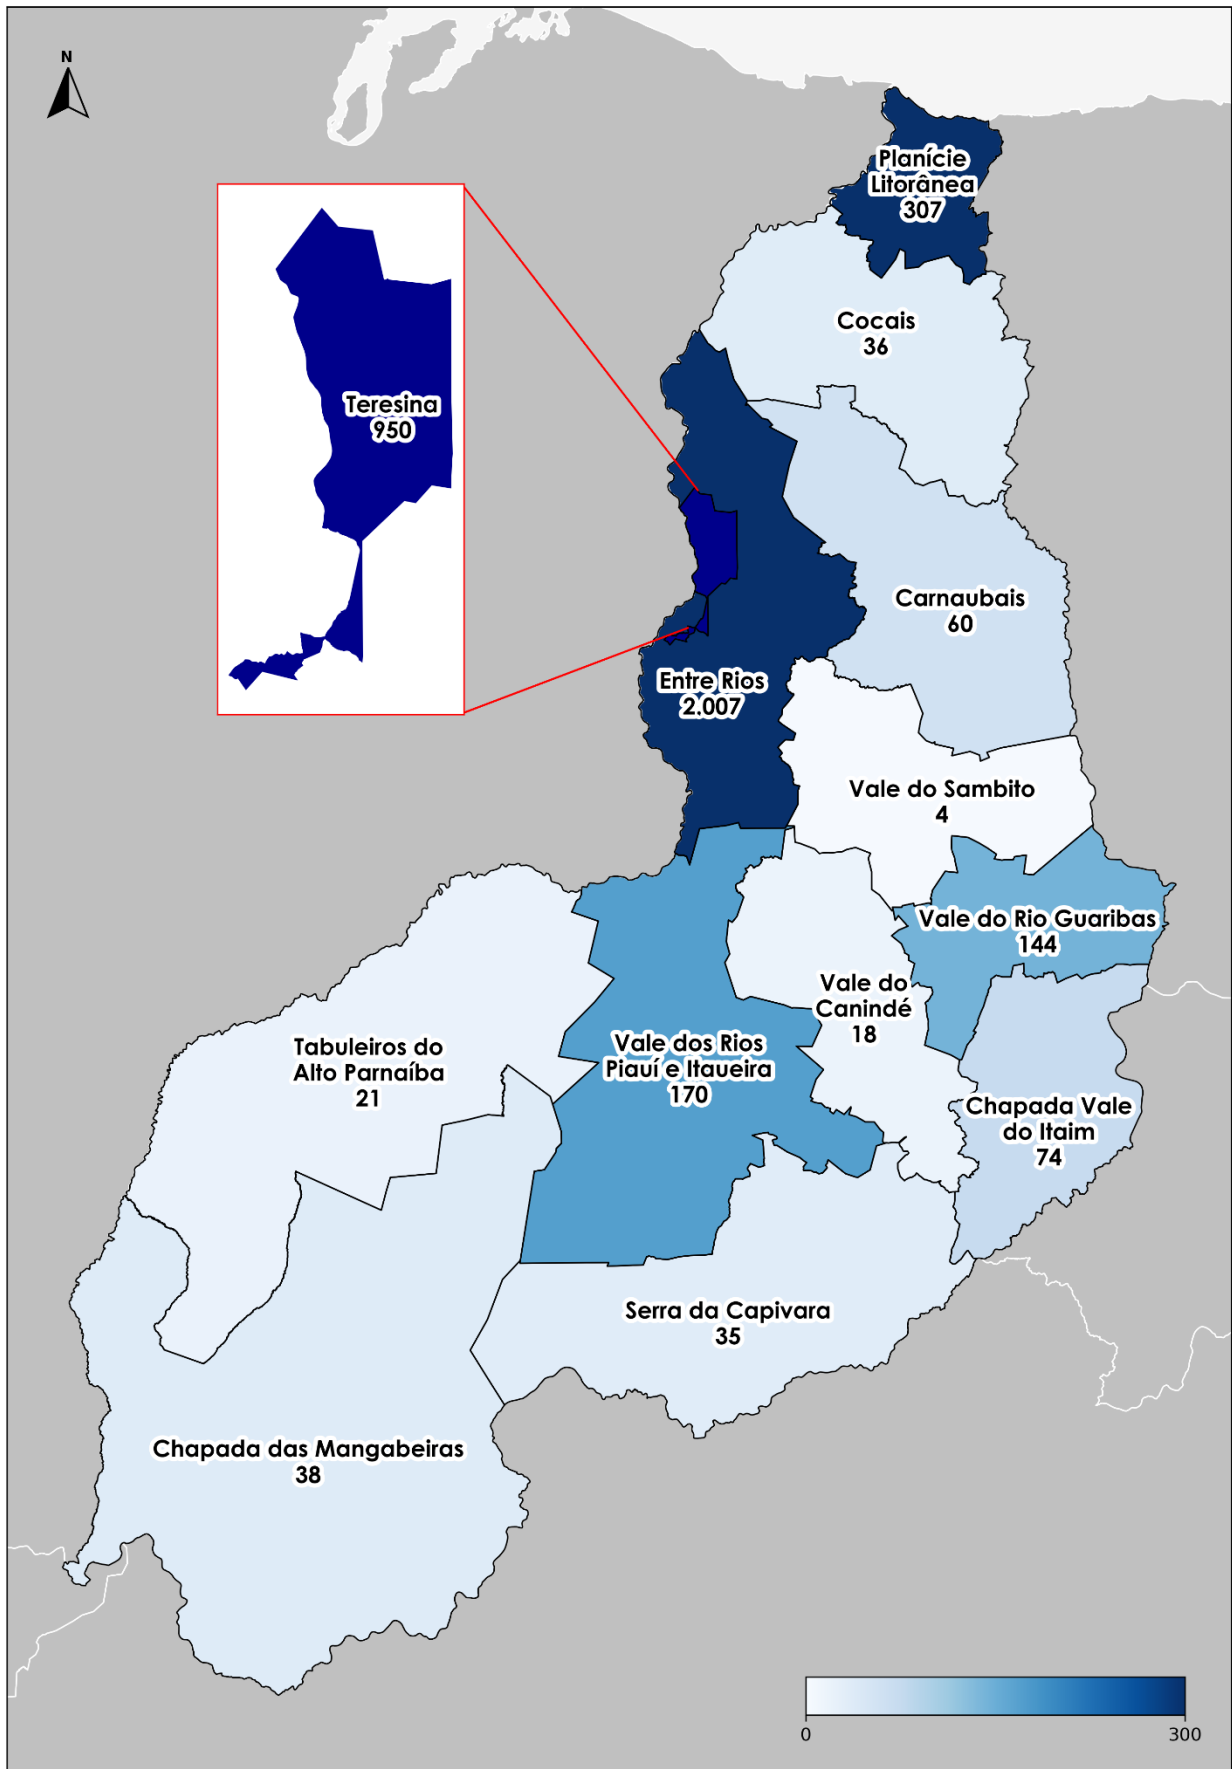 N
Planície
Litorânea
307
Cocais
36
Teresina
950
Carnaubais
60
Entre Rios
2.007
Vale do Sambito
4
Vale do Rio Guaribas
144
Vale do
Canindé
18
Tabuleiros do
Alto Parnaíba
21
Vale dos Rios
Piauí e Itaueira
170
Chapada Vale
do Itaim
74
Serra da Capivara
35
Chapada das Mangabeiras
38
0
300